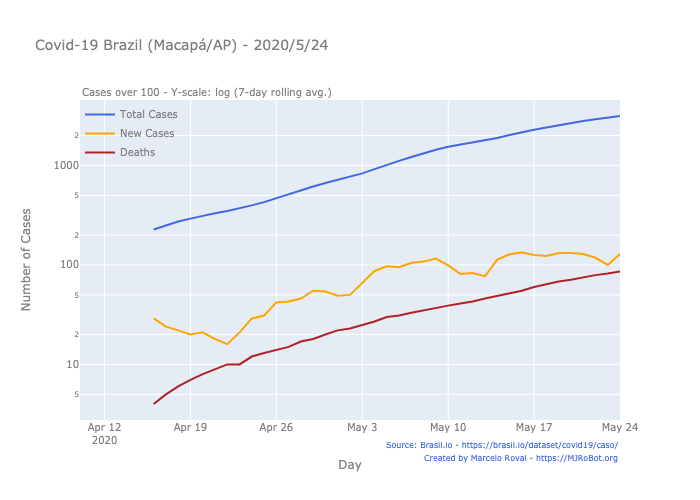 Covid-19 Brazil (Macapá/AP) - 2020/5/24
Cases over 100 - Y-scale: log (7-day rolling avg.)
Total Cases
New Cases
Deaths
2
1000
5
2
100
5
2
10
5
Number of Cases
Apr 12 Apr 19 Apr 26 May 3 May 10 May 17 May 24
2020
Source: Brasil.io - https://brasil.io/dataset/covid19/caso/
Created by Marcelo Rovai - https://MJRoBot.org
Day